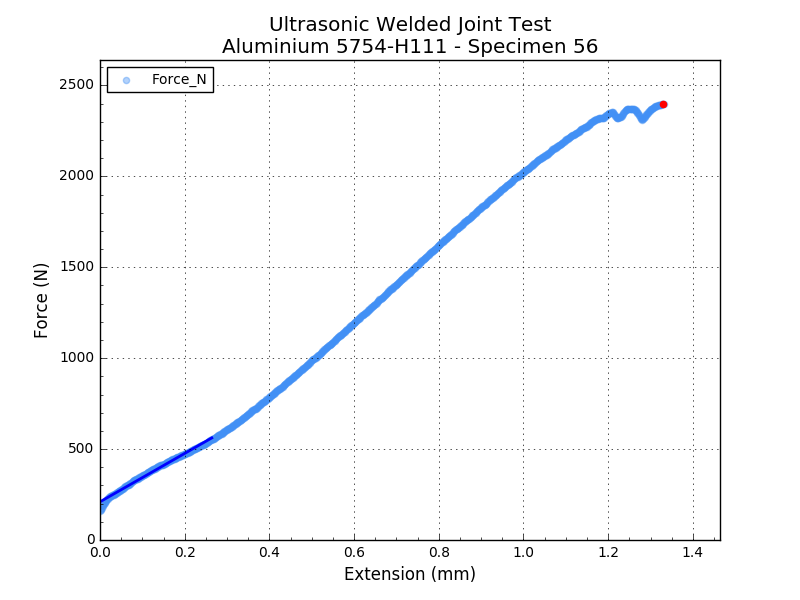 Ultrasonic Welded Joint Test
Aluminium 5754-H111 - Specimen 56
Force_N
2500
2000
1500
1000
500
0
Force (N)
0.0 0.2 0.4 0.6 0.8 1.0 1.2 1.4
Extension (mm)